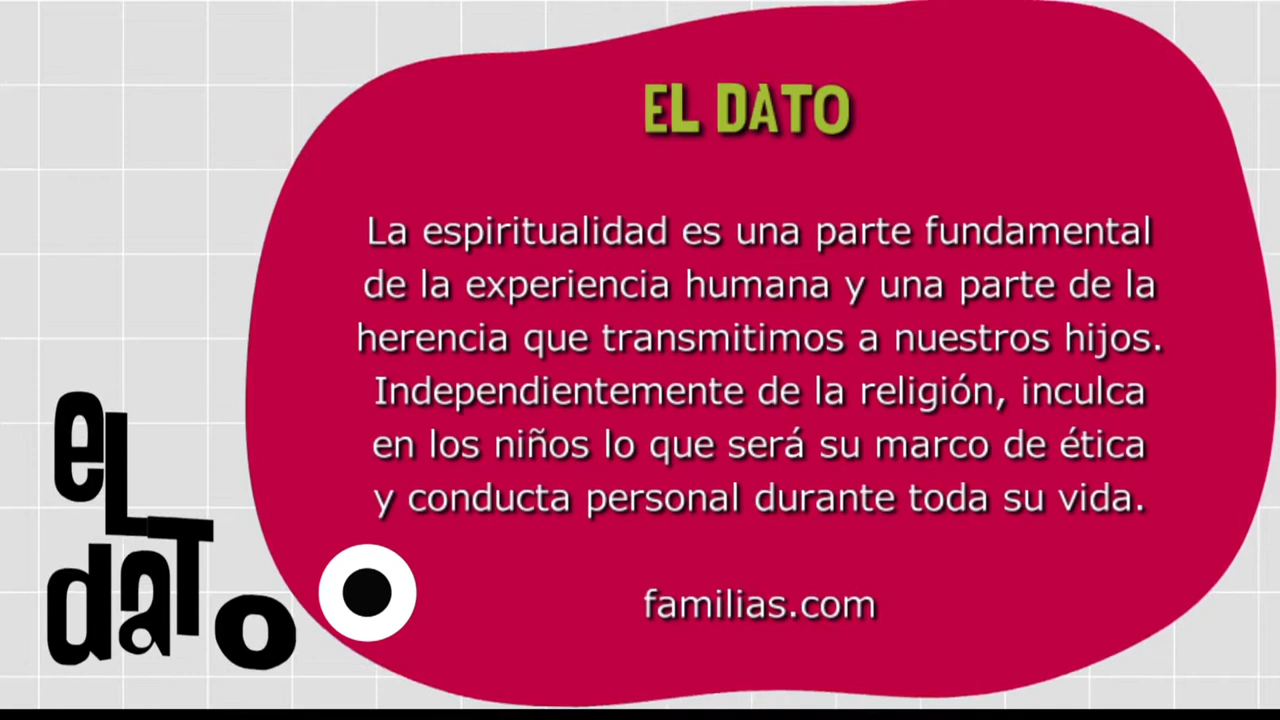 EL DATO
La espiritualidad es una parte fundamental
de la experiencia humana y una parte de la
herencia que transmitimos a nuestros hijos.
Independientemente de la religión, inculca
en los niños lo que será su marco de ética
y conducta personal durante toda su vida.
familias.com
eL
daTo